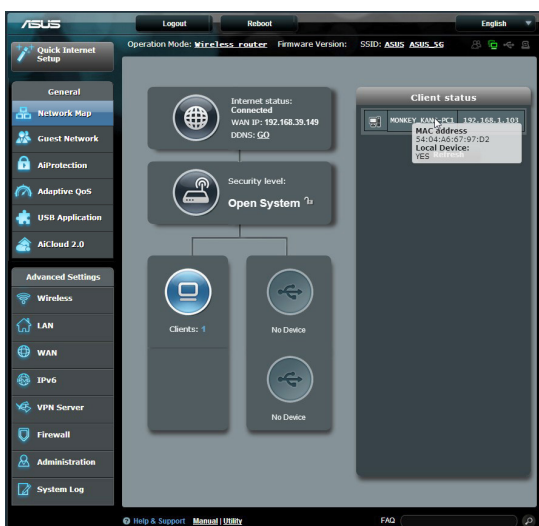 ASUS
Logout
Reboot
English
Quick Internet
Setup
Operation Mode: Wireless router Firmware Version: SSID: ASUS ASUS_5G
General
Network Map
Guest Network
AiProtection
Adaptive QoS
USB Application
AiCloud 2.0
Advanced Settings
Wireless
LAN
WAN
IPv6
VPN Server
Firewall
Administration
System Log
Internet status:
Connected
WAN IP: 192.168.39.149
DDNS: GO
Security level:
Open System
Clients: 1
No Device
No Device
Client status
MONKEY_KANG-PC1 192.168.1.101
MAC address
54:04:A6:67:97:D2
Local Device:
YES
Help & Support Manual | Utility
FAQ